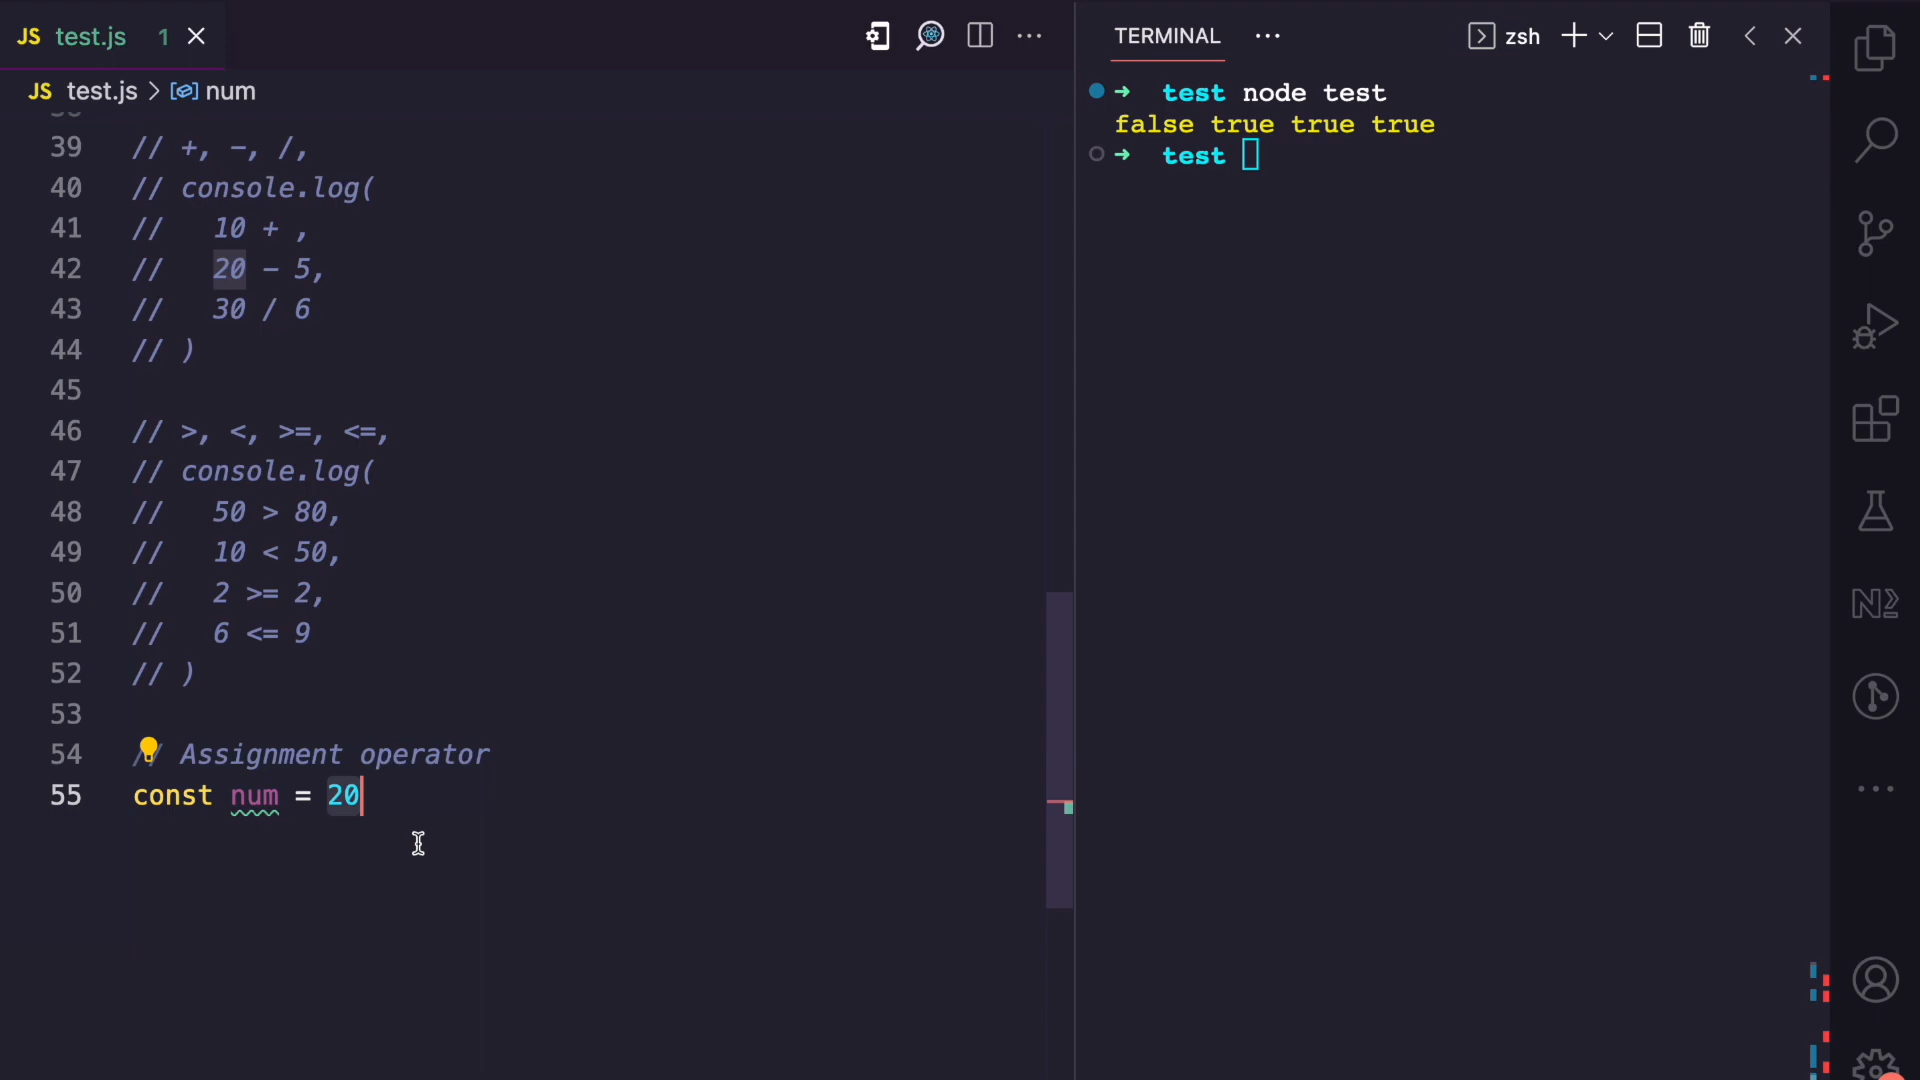 JS test.js 1
JS test.js > num
39 // +, -, /,
40 // console.log(
41 //   10 + ,
42 //   20 - 5,
43 //   30 / 6
44 // )
45
46 // >, <, >=, <=,
47 // console.log(
48 //   50 > 80,
49 //   10 < 50,
50 //   2 >= 2,
51 //   6 <= 9
52 // )
53
54 // Assignment operator
55 const num = 20
TERMINAL
zsh
→ test node test
false true true true
→ test